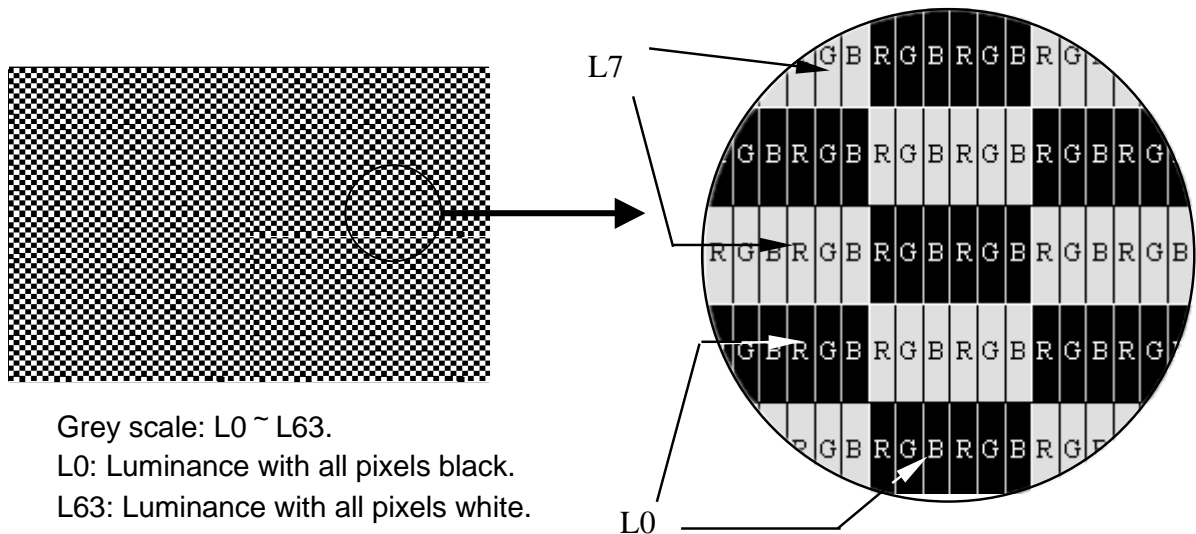 L7
G B R G B R G B R G
G B R G B R G B R G B R G B R G
R G B R G B R G B R G B R G B R G B
G B R G B R G B R G B R G B R G
G B R G B R G B R G
Grey scale: L0 ~ L63.
L0: Luminance with all pixels black.
L63: Luminance with all pixels white.
L0